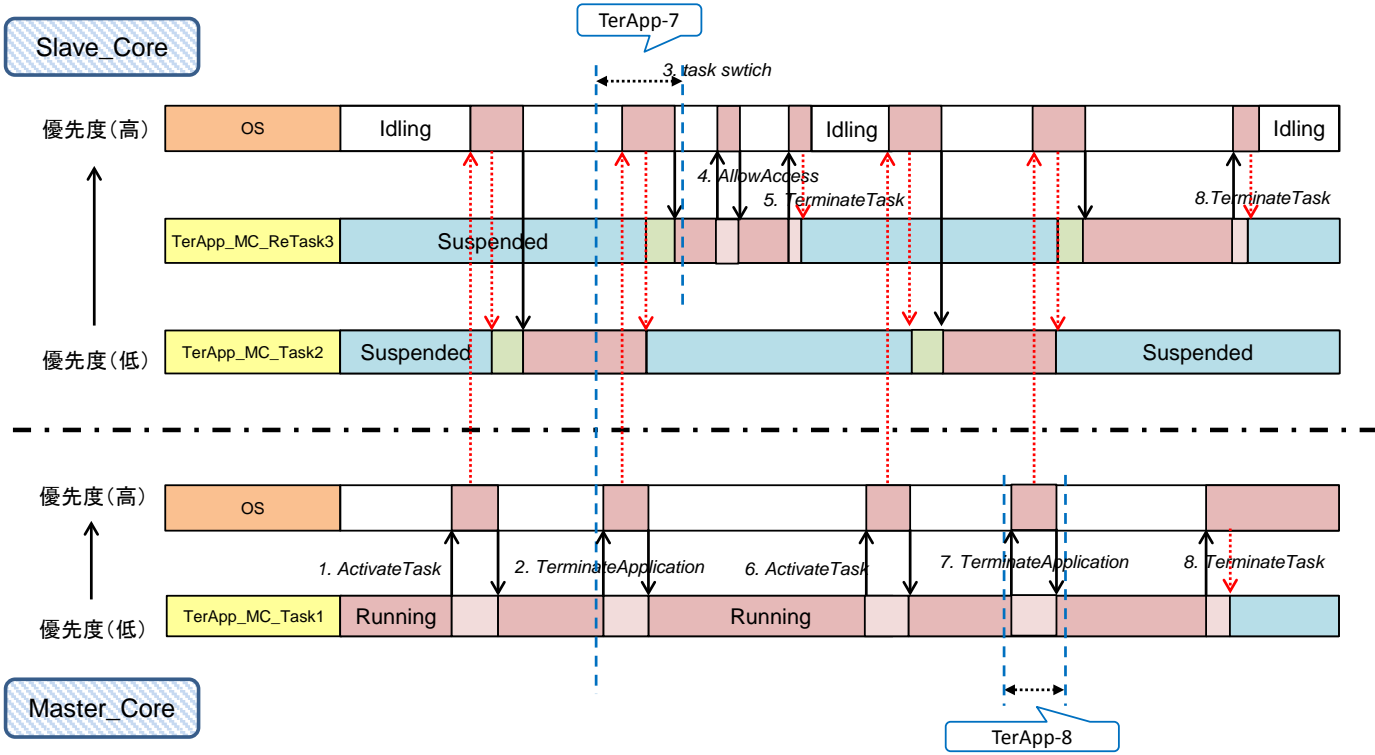 TerApp-7
Slave_Core
3. task swtich
優先度(高)
OS
Idling
Idling
Idling
4. AllowAccess
5. TerminateTask
8.TerminateTask
TerApp_MC_ReTask3
Suspended
優先度(低)
TerApp_MC_Task2
Suspended
Suspended
優先度(高)
OS
1. ActivateTask
2. TerminateApplication
6. ActivateTask
7. TerminateApplication
8. TerminateTask
優先度(低)
TerApp_MC_Task1
Running
Running
Master_Core
TerApp-8